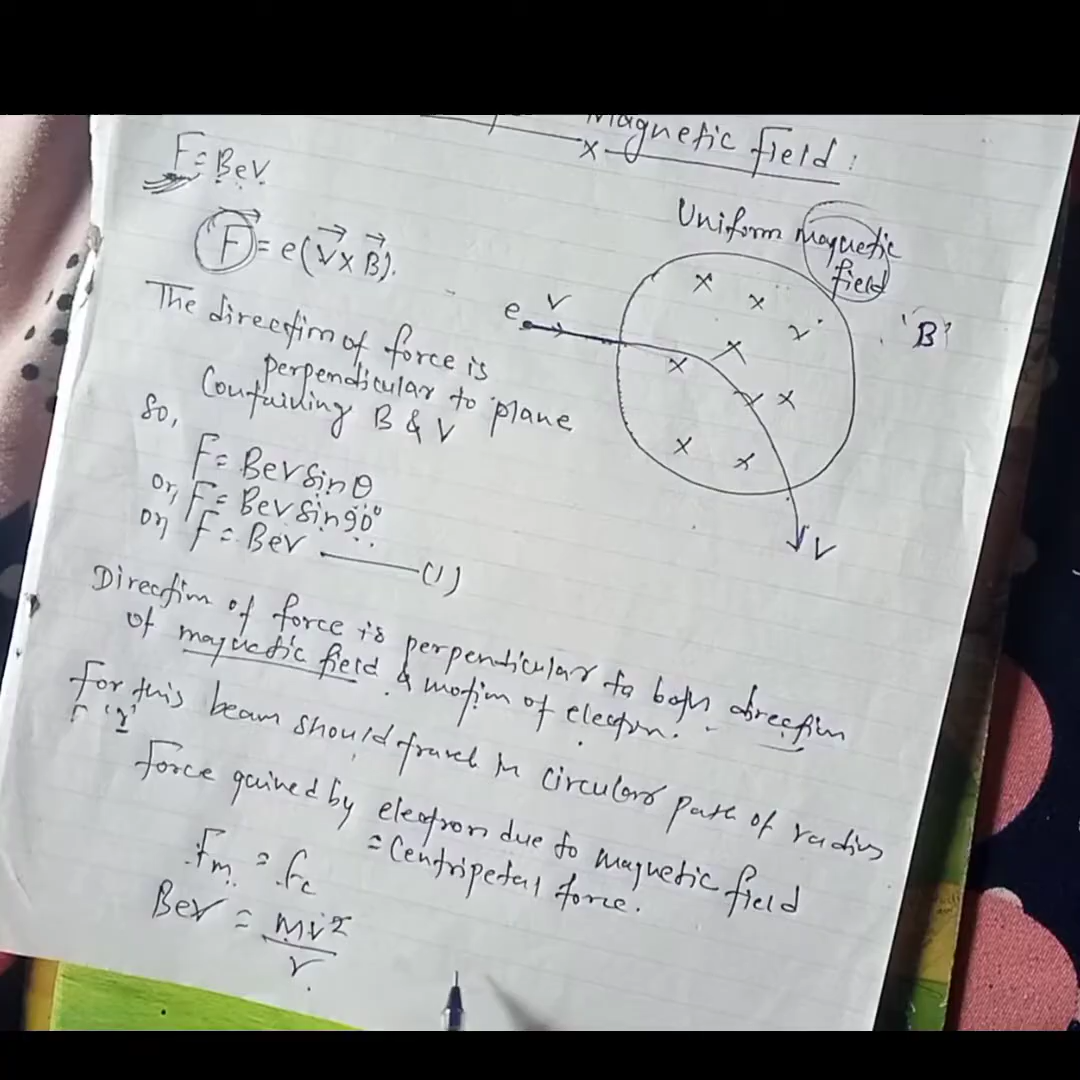 Magnetic field:
F = Bev
Uniform magnetic field
F⃗ = e(V⃗ x B⃗).
e V
'B'
The direction of force is
perpendicular to plane
Containing B & V
So,
F = Bev sinθ
or, F = Bev sin90°
or, F = Bev —(1)
V
Direction of force is perpendicular to both direction
of magnetic field & motion of electron.
For this beam should travel in circular path of radius
'r'
Force gained by electron due to magnetic field
= Centripetal force.
Fm = Fc
Bev = mv²
r